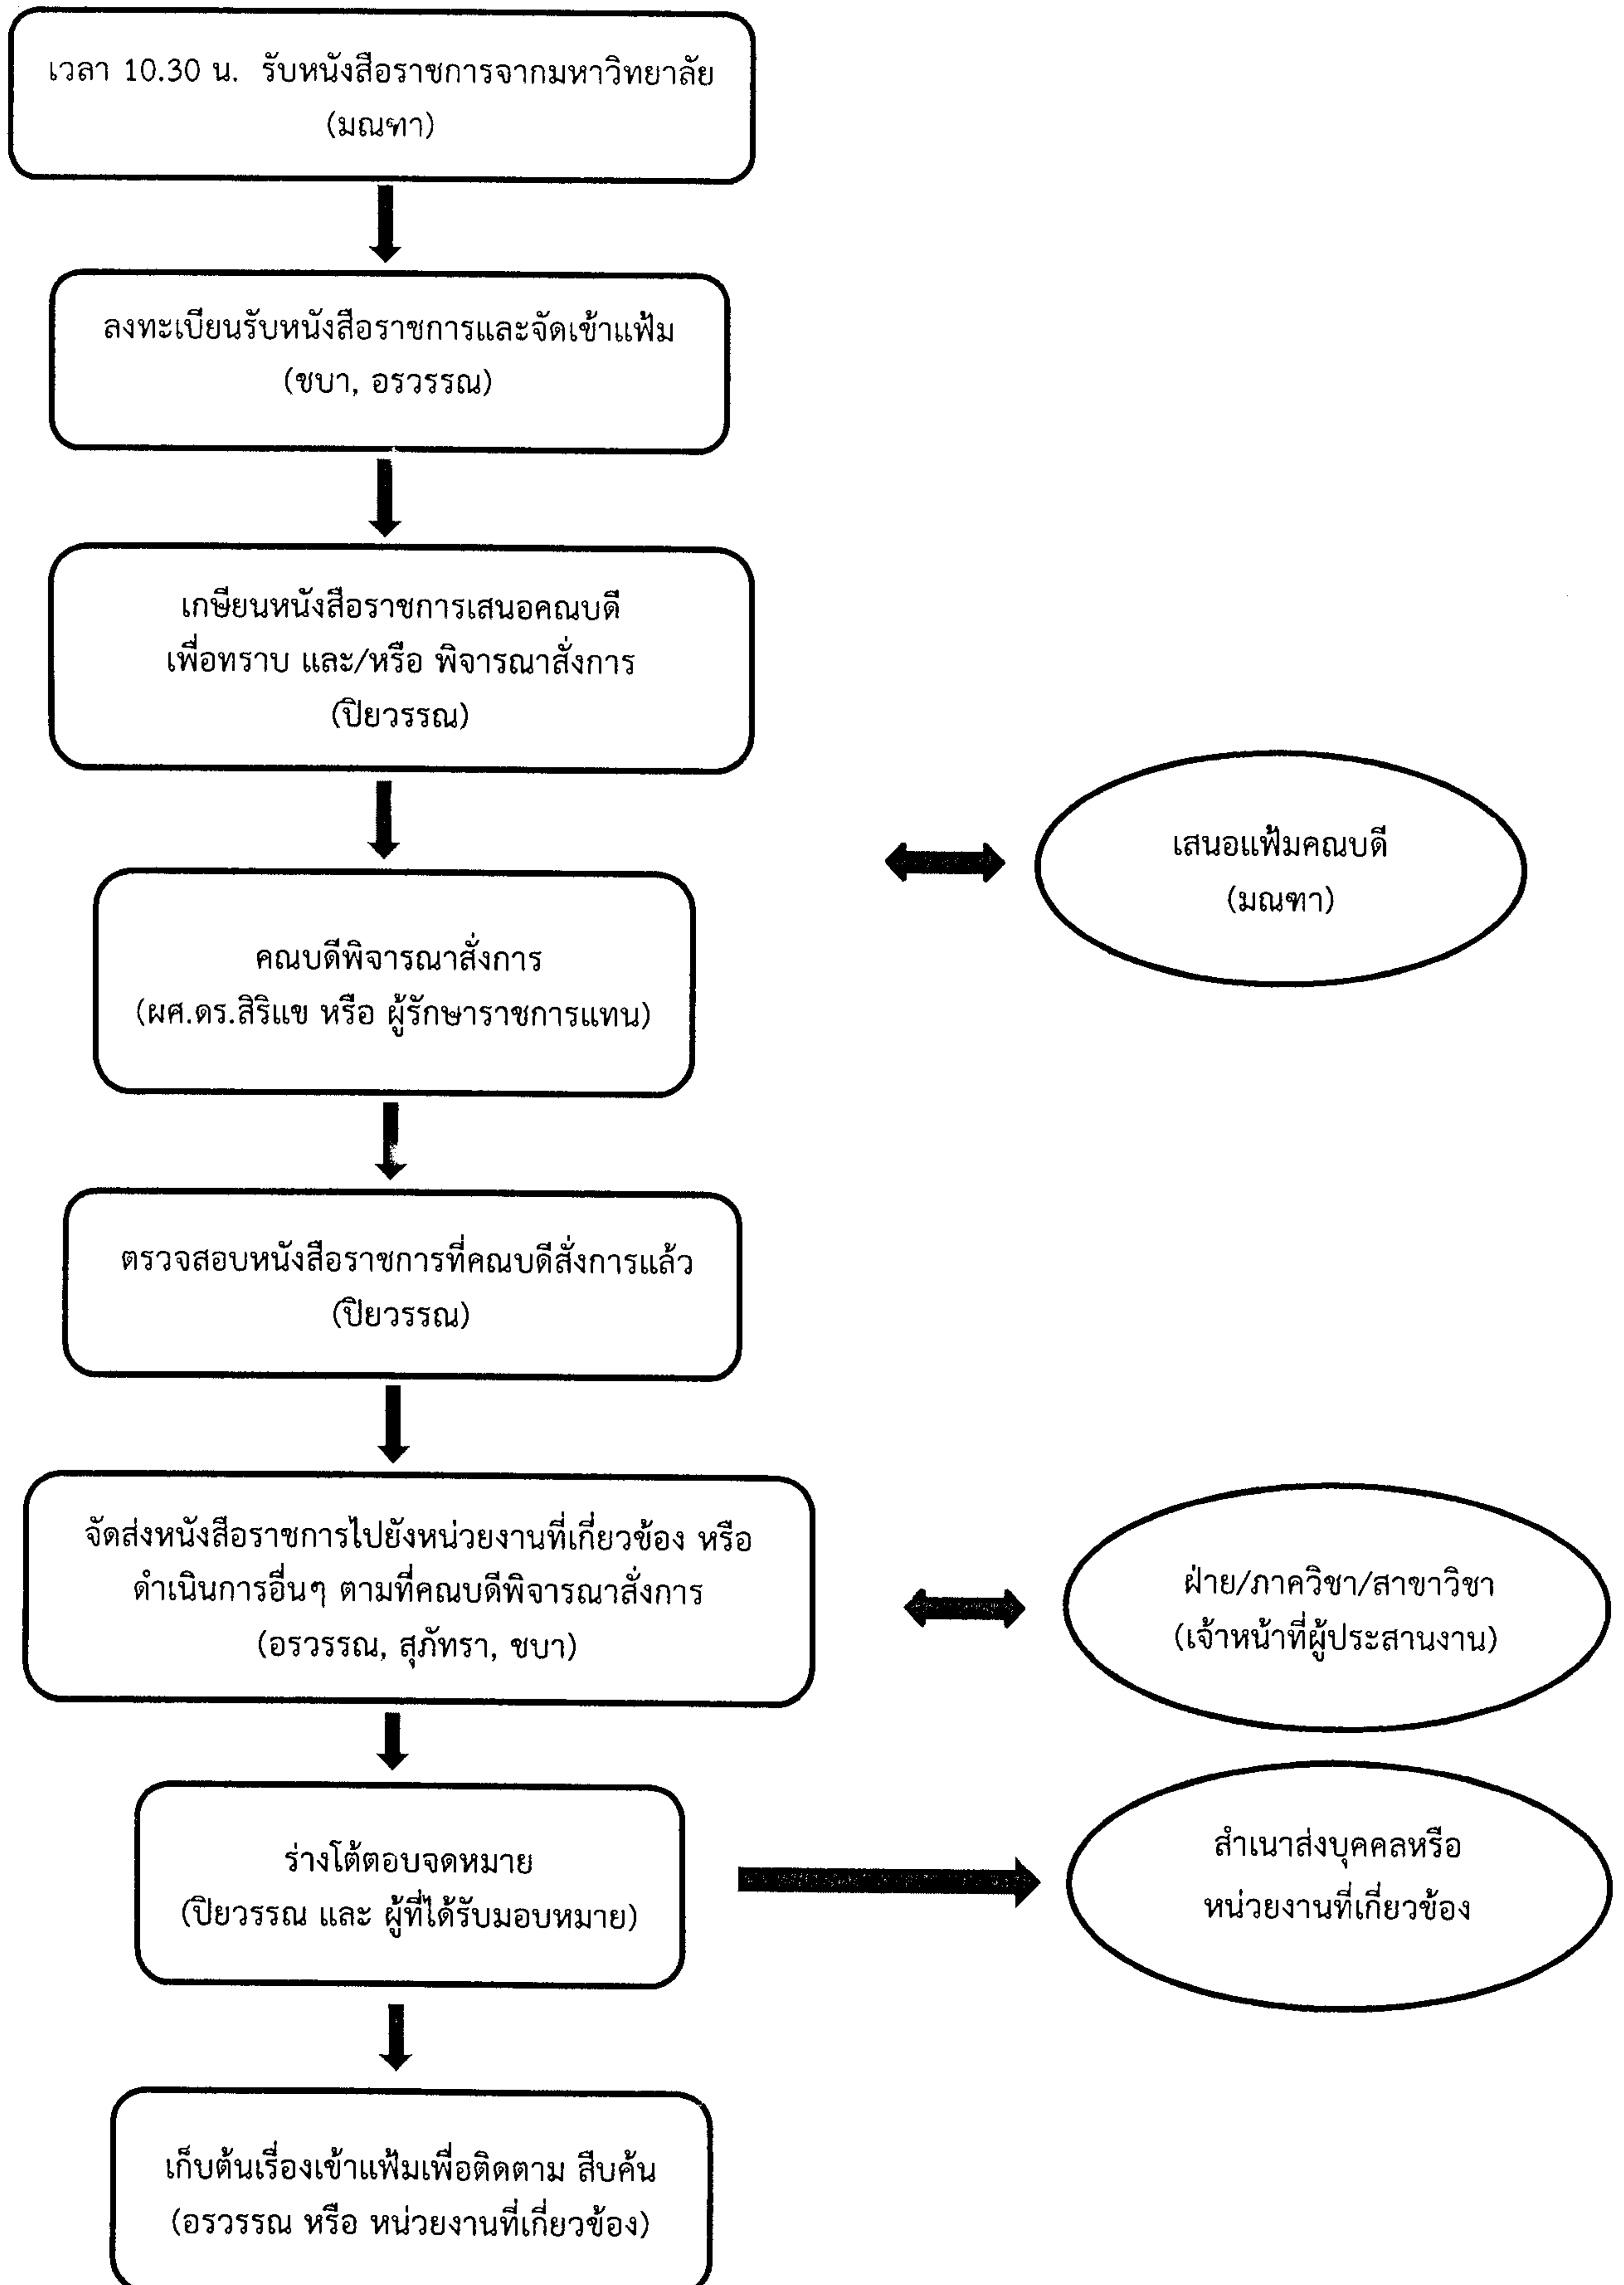 เวลา 10.30 น. รับหนังสือราชการจากมหาวิทยาลัย
(มณฑา)
ลงทะเบียนรับหนังสือราชการและจัดเข้าแฟ้ม
(ชบา, อรวรรณ)
เกษียนหนังสือราชการเสนอคณบดี
เพื่อทราบ และ/หรือ พิจารณาสั่งการ
(ปิยวรรณ)
เสนอแฟ้มคณบดี
(มณฑา)
คณบดีพิจารณาสั่งการ
(ผศ.ดร.สิริแข หรือ ผู้รักษาราชการแทน)
ตรวจสอบหนังสือราชการที่คณบดีสั่งการแล้ว
(ปิยวรรณ)
จัดส่งหนังสือราชการไปยังหน่วยงานที่เกี่ยวข้อง หรือ
ดำเนินการอื่นๆ ตามที่คณบดีพิจารณาสั่งการ
(อรวรรณ, สุภัทรา, ชบา)
ฝ่าย/ภาควิชา/สาขาวิชา
(เจ้าหน้าที่ผู้ประสานงาน)
ร่างโต้ตอบจดหมาย
(ปิยวรรณ และ ผู้ที่ได้รับมอบหมาย)
สำเนาส่งบุคคลหรือ
หน่วยงานที่เกี่ยวข้อง
เก็บต้นเรื่องเข้าแฟ้มเพื่อติดตาม สืบค้น
(อรวรรณ หรือ หน่วยงานที่เกี่ยวข้อง)